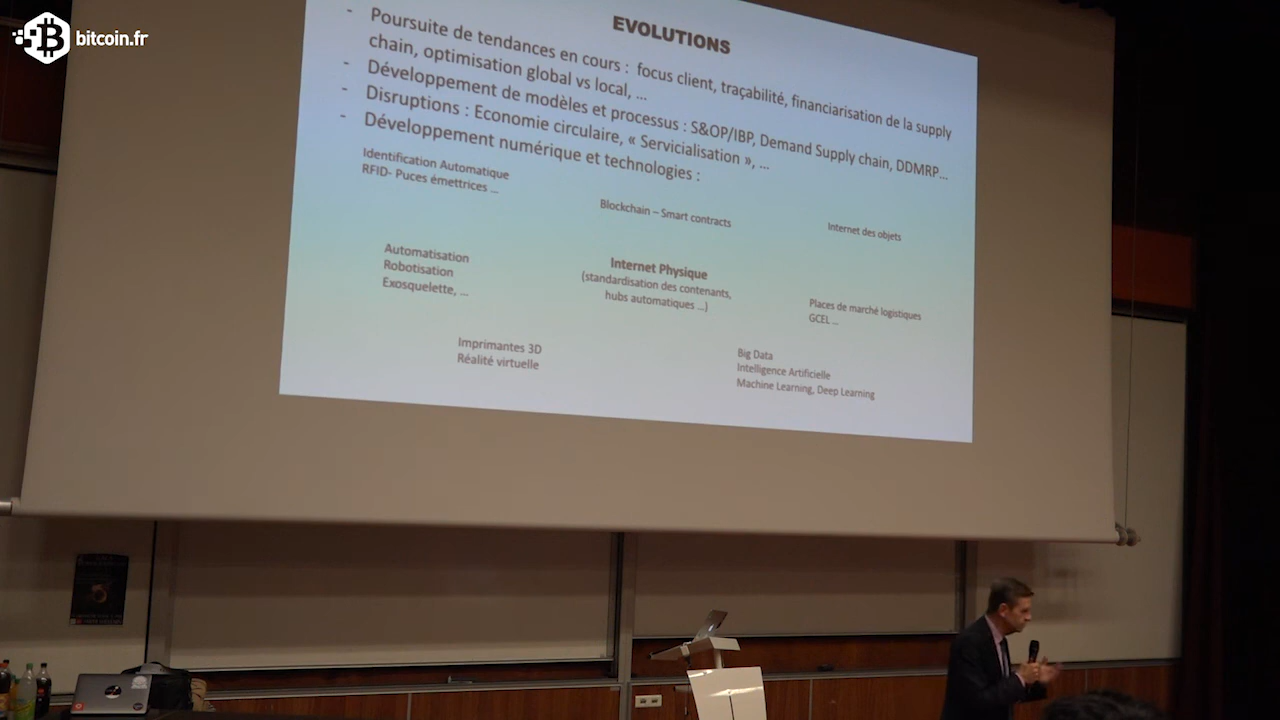 bitcoin.fr
EVOLUTIONS
- Poursuite de tendances en cours : focus client, traçabilité, financiarisation de la supply
chain, optimisation global vs local, ...
- Développement de modèles et processus : S&OP/IBP, Demand Supply chain, DDMRP...
- Disruptions : Economie circulaire, « Servicialisation », ...
- Développement numérique et technologies :
Identification Automatique
RFID- Puces émettrices ...
Blockchain – Smart contracts
Internet des objets
Automatisation
Robotisation
Exosquelette, ...
Internet Physique
(standardisation des contenants,
hubs automatiques ...)
Places de marché logistiques
GCEL ...
Imprimantes 3D
Réalité virtuelle
Big Data
Intelligence Artificielle
Machine Learning, Deep Learning